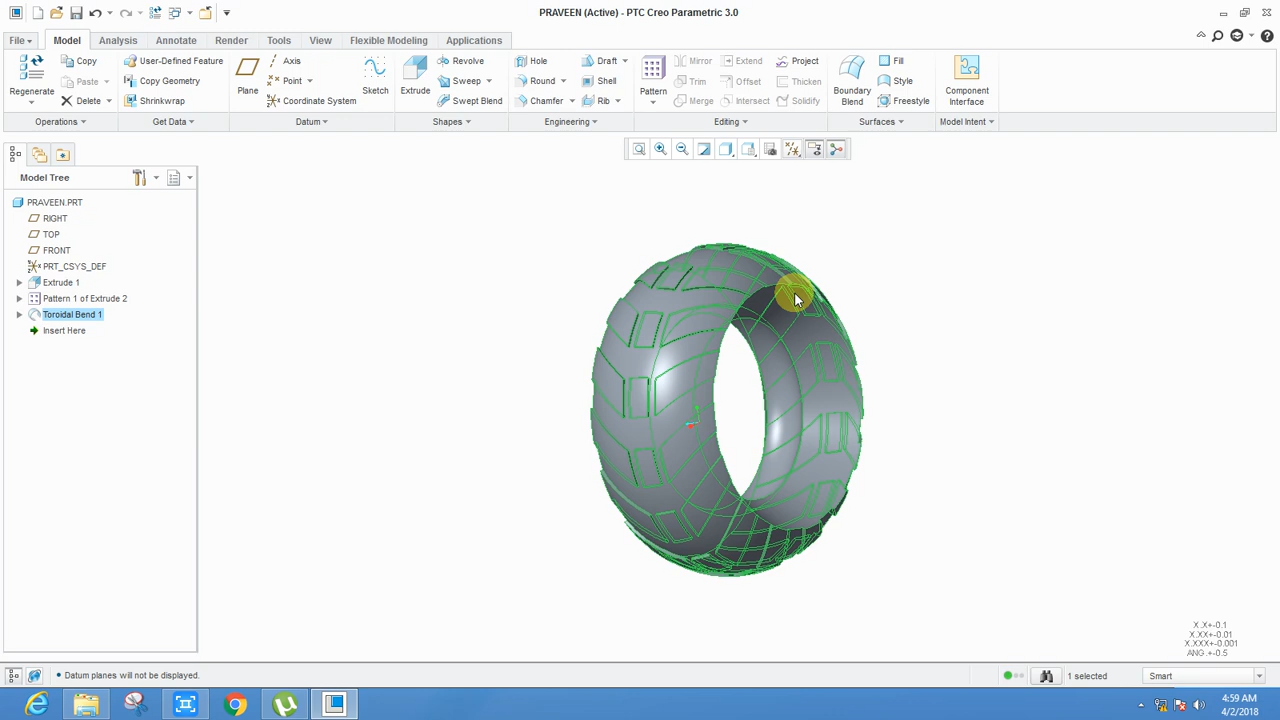 PRAVEEN (Active) - PTC Creo Parametric 3.0
File Model Analysis Annotate Render Tools View Flexible Modeling Applications
Regenerate
Copy
Paste
Delete
Operations
User-Defined Feature
Copy Geometry
Shrinkwrap
Get Data
Plane
Axis
Point
Coordinate System
Sketch
Datum
Extrude
Revolve
Sweep
Swept Blend
Shapes
Hole
Round
Chamfer
Draft
Shell
Rib
Engineering
Pattern
Mirror
Trim
Merge
Extend
Offset
Intersect
Project
Thicken
Solidify
Editing
Boundary
Blend
Fill
Style
Freestyle
Surfaces
Component
Interface
Model Intent
Model Tree
PRAVEEN.PRT
RIGHT
TOP
FRONT
PRT_CSYS_DEF
Extrude 1
Pattern 1 of Extrude 2
Toroidal Bend 1
Insert Here
X.X+-0.1
X.XX+-0.01
X.XXX+-0.001
ANG.+-0.5
• Datum planes will not be displayed.
1 selected
Smart
4:59 AM
4/2/2018